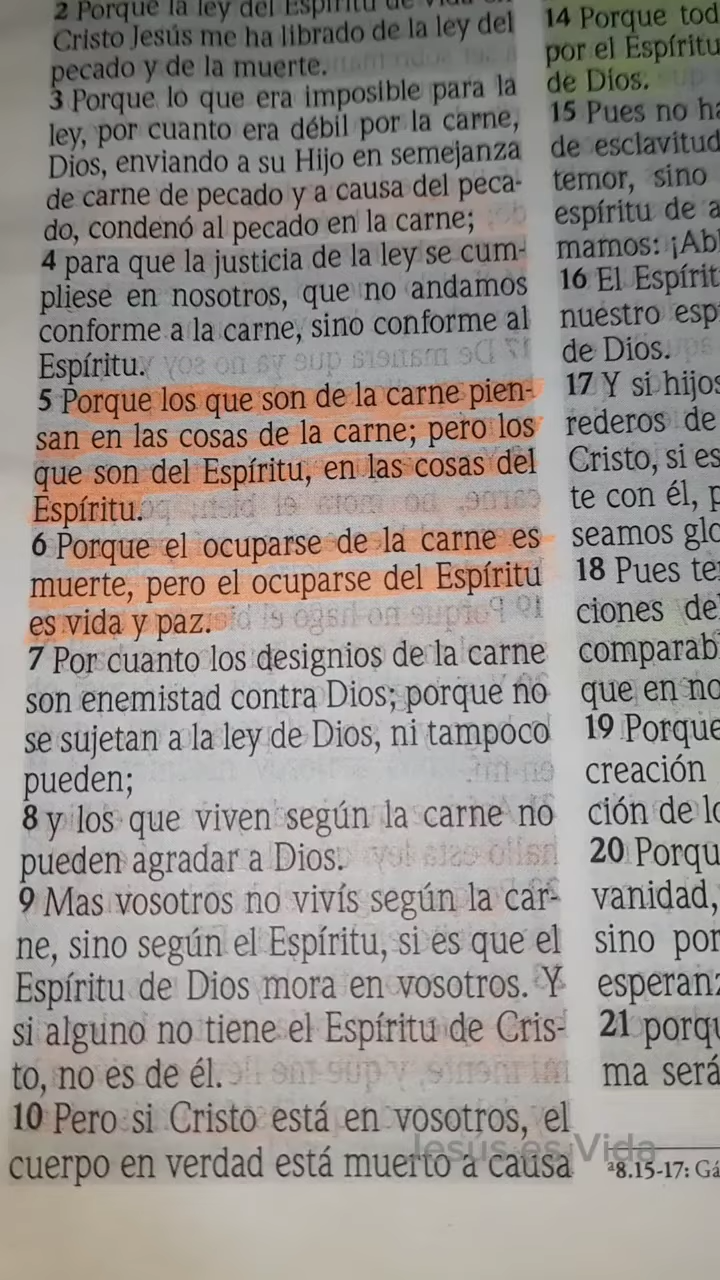 2 Porque la ley del Espíritu de vida en
Cristo Jesús me ha librado de la ley del
pecado y de la muerte.
3 Porque lo que era imposible para la
ley, por cuanto era débil por la carne,
Dios, enviando a su Hijo en semejanza
de carne de pecado y a causa del peca-
do, condenó al pecado en la carne;
4 para que la justicia de la ley se cum-
pliese en nosotros, que no andamos
conforme a la carne, sino conforme al
Espíritu.
5 Porque los que son de la carne pien-
san en las cosas de la carne; pero los
que son del Espíritu, en las cosas del
Espíritu.
6 Porque el ocuparse de la carne es
muerte, pero el ocuparse del Espíritu
es vida y paz.
7 Por cuanto los designios de la carne
son enemistad contra Dios; porque no
se sujetan a la ley de Dios, ni tampoco
pueden;
8 y los que viven según la carne no
pueden agradar a Dios.
9 Mas vosotros no vivís según la car-
ne, sino según el Espíritu, si es que el
Espíritu de Dios mora en vosotros. Y
si alguno no tiene el Espíritu de Cris-
to, no es de él.
10 Pero si Cristo está en vosotros, el
cuerpo en verdad está muerto a causa
14 Porque tod
por el Espíritu
de Dios.
15 Pues no ha
de esclavitud
temor, sino
espíritu de a
mamos: ¡Ab
16 El Espírit
nuestro esp
de Dios.
17 Y si hijos
rederos de
Cristo, si es
te con él, p
seamos glo
18 Pues te
ciones de
comparab
que en no
19 Porque
creación
ción de lo
20 Porqu
vanidad,
sino por
esperanz
21 porqu
ma será
a8.15-17: Gá
Jesús es Vida